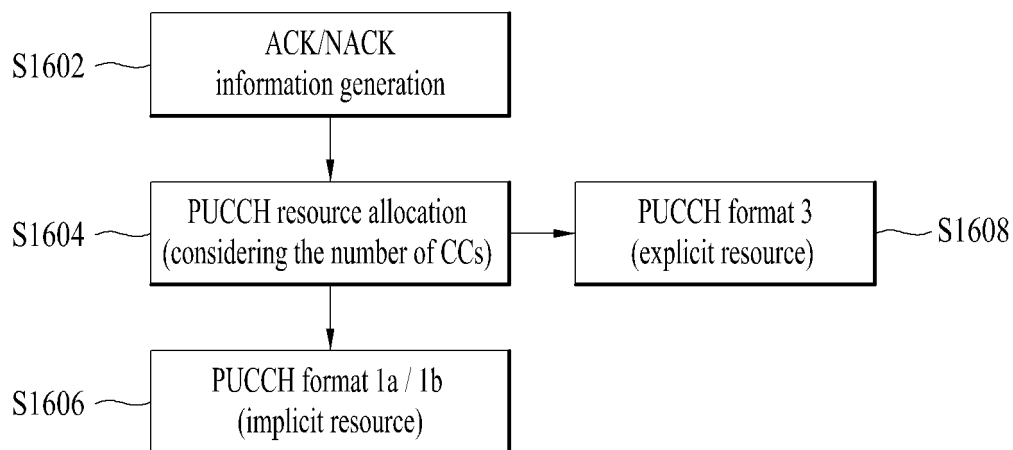 S1602
ACK/NACK
information generation
S1604
PUCCH resource allocation
(considering the number of CCs)
PUCCH format 3
(explicit resource)
S1608
S1606
PUCCH format 1a / 1b
(implicit resource)